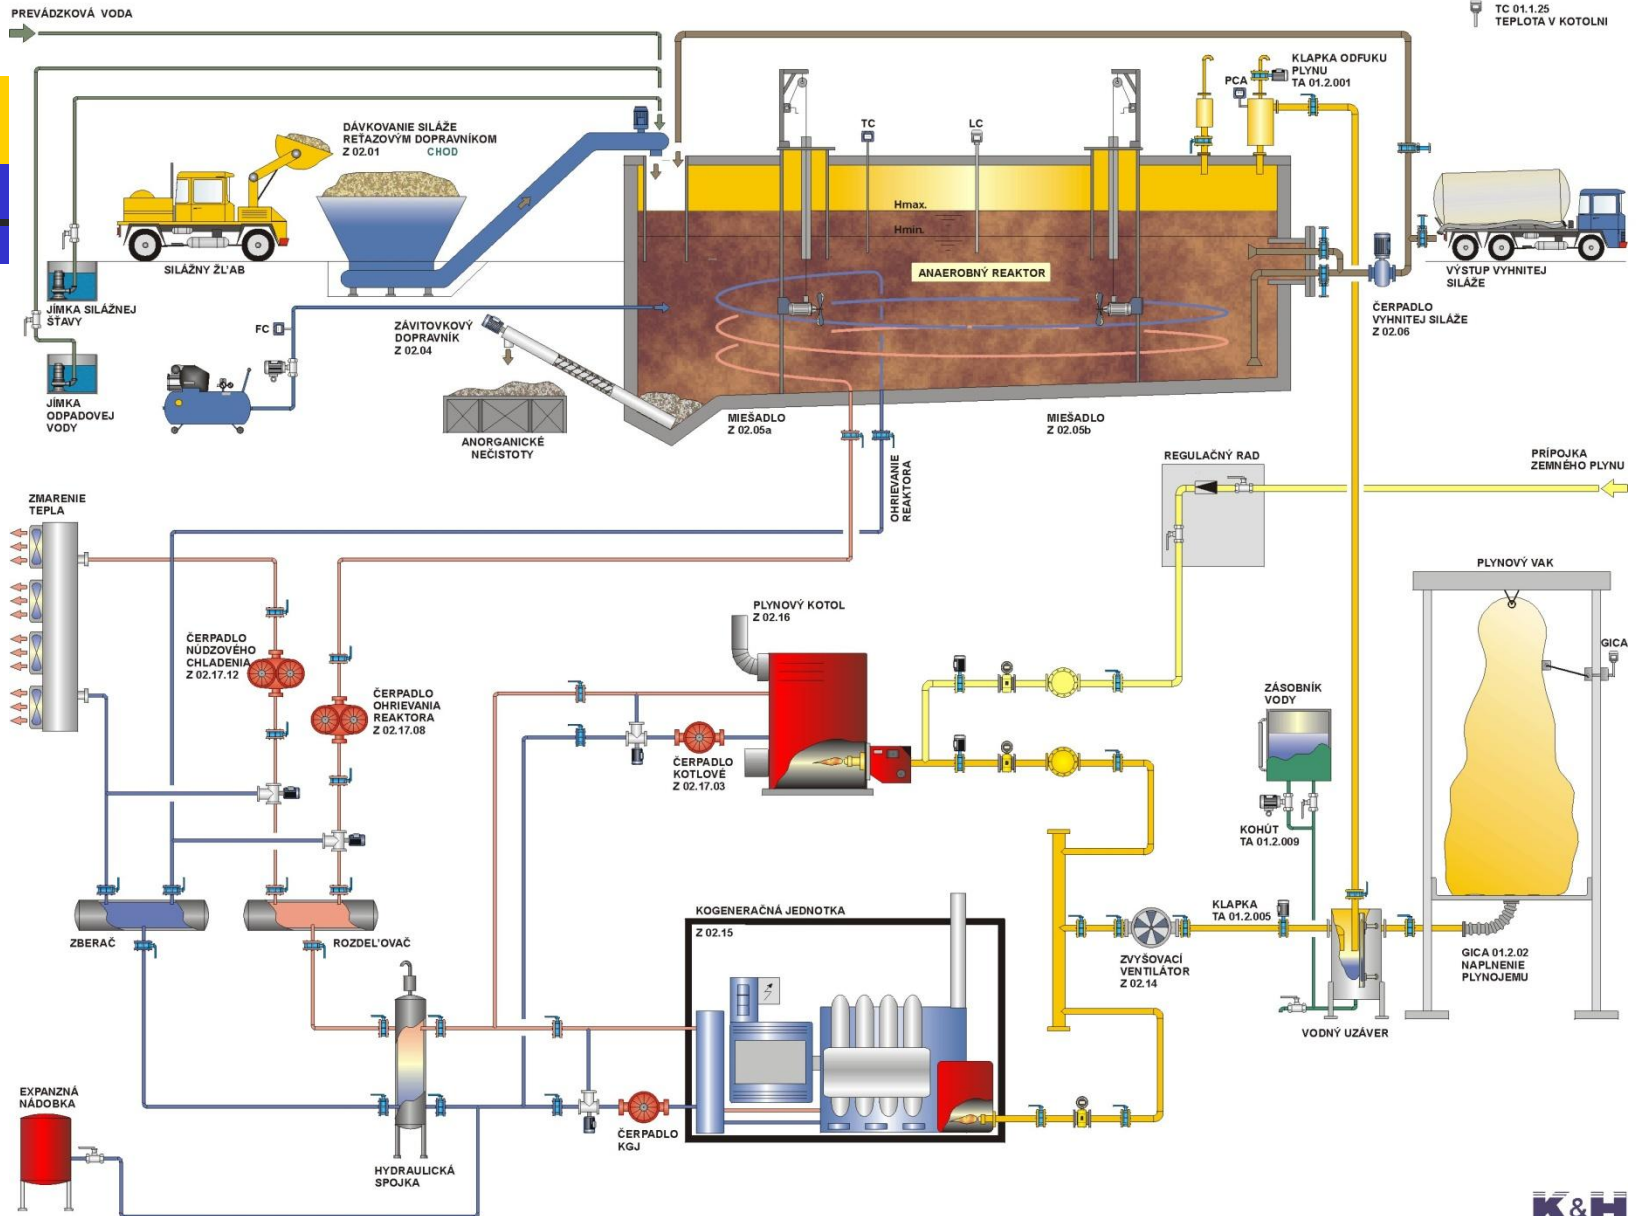 PREVÁDZKOVÁ VODA
TC 01.1.25
TEPLOTA V KOTOLNI
KLAPKA ODFUKU
PLYNU
TA 01.2.001
PCA
DÁVKOVANIE SILÁŽE
REŤAZOVÝM DOPRAVNÍKOM
Z 02.01 CHOD
TC
LC
Hmax.
Hmin.
ANAEROBNÝ REAKTOR
SILÁŽNY ŽĽAB
VÝSTUP VYHNITEJ
SILÁŽE
JÍMKA SILÁŽNEJ
ŠŤAVY
FC
ZÁVITOVKOVÝ
DOPRAVNÍK
Z 02.04
ČERPADLO
VYHNITEJ SILÁŽE
Z 02.06
JÍMKA
ODPADOVEJ
VODY
ANORGANICKÉ
NEČISTOTY
MIEŠADLO
Z 02.05a
MIEŠADLO
Z 02.05b
OHRIEVANIE
REAKTORA
REGULAČNÝ RAD
PRÍPOJKA
ZEMNÉHO PLYNU
ZMARENIE
TEPLA
PLYNOVÝ VAK
PLYNOVÝ KOTOL
Z 02.16
ČERPADLO
NÚDZOVÉHO
CHLADENIA
Z 02.17.12
GICA
ČERPADLO
OHRIEVANIA
REAKTORA
Z 02.17.08
ZÁSOBNÍK
VODY
ČERPADLO
KOTLOVÉ
Z 02.17.03
KOHÚT
TA 01.2.009
KOGENERAČNÁ JEDNOTKA
Z 02.15
KLAPKA
TA 01.2.005
ZBERAČ
ROZDEĽOVAČ
ZVYŠOVACÍ
VENTILÁTOR
Z 02.14
GICA 01.2.02
NAPLNENIE
PLYNOJEMU
VODNÝ UZÁVER
EXPANZNÁ
NÁDOBKA
ČERPADLO
KGJ
HYDRAULICKÁ
SPOJKA
K & H